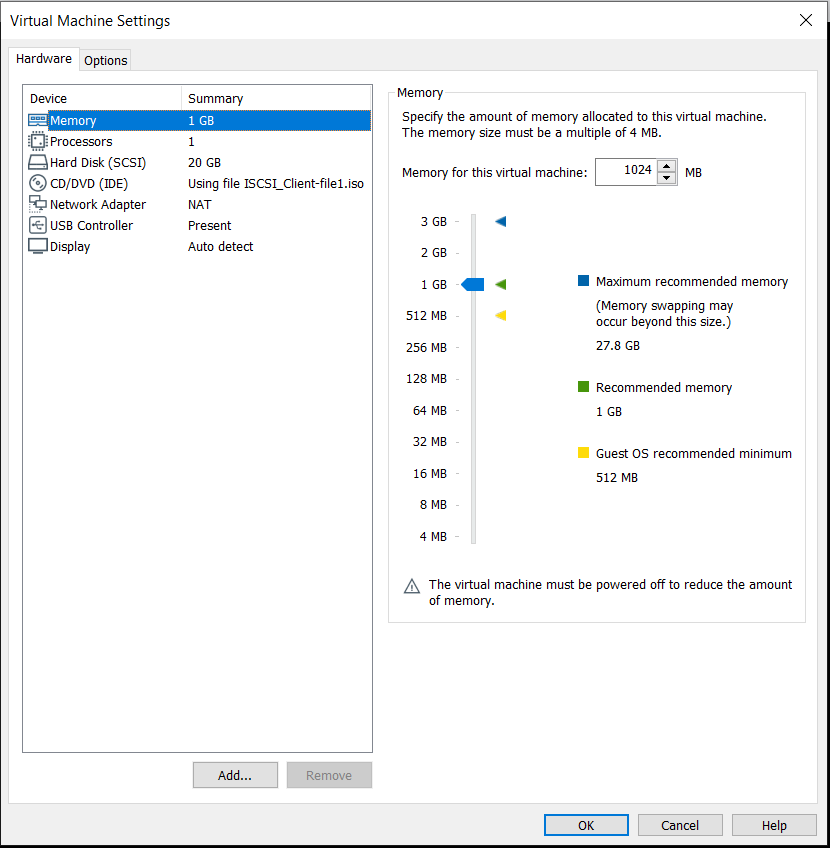 Virtual Machine Settings
Hardware
Options
Device Summary
Memory 1 GB
Processors 1
Hard Disk (SCSI) 20 GB
CD/DVD (IDE) Using file ISCSI_Client-file1.iso
Network Adapter NAT
USB Controller Present
Display Auto detect
Add...
Remove
Memory
Specify the amount of memory allocated to this virtual machine.
The memory size must be a multiple of 4 MB.
Memory for this virtual machine: 1024 MB
3 GB
2 GB
1 GB
512 MB
256 MB
128 MB
64 MB
32 MB
16 MB
8 MB
4 MB
Maximum recommended memory
(Memory swapping may
occur beyond this size.)
27.8 GB
Recommended memory
1 GB
Guest OS recommended minimum
512 MB
The virtual machine must be powered off to reduce the amount
of memory.
OK
Cancel
Help